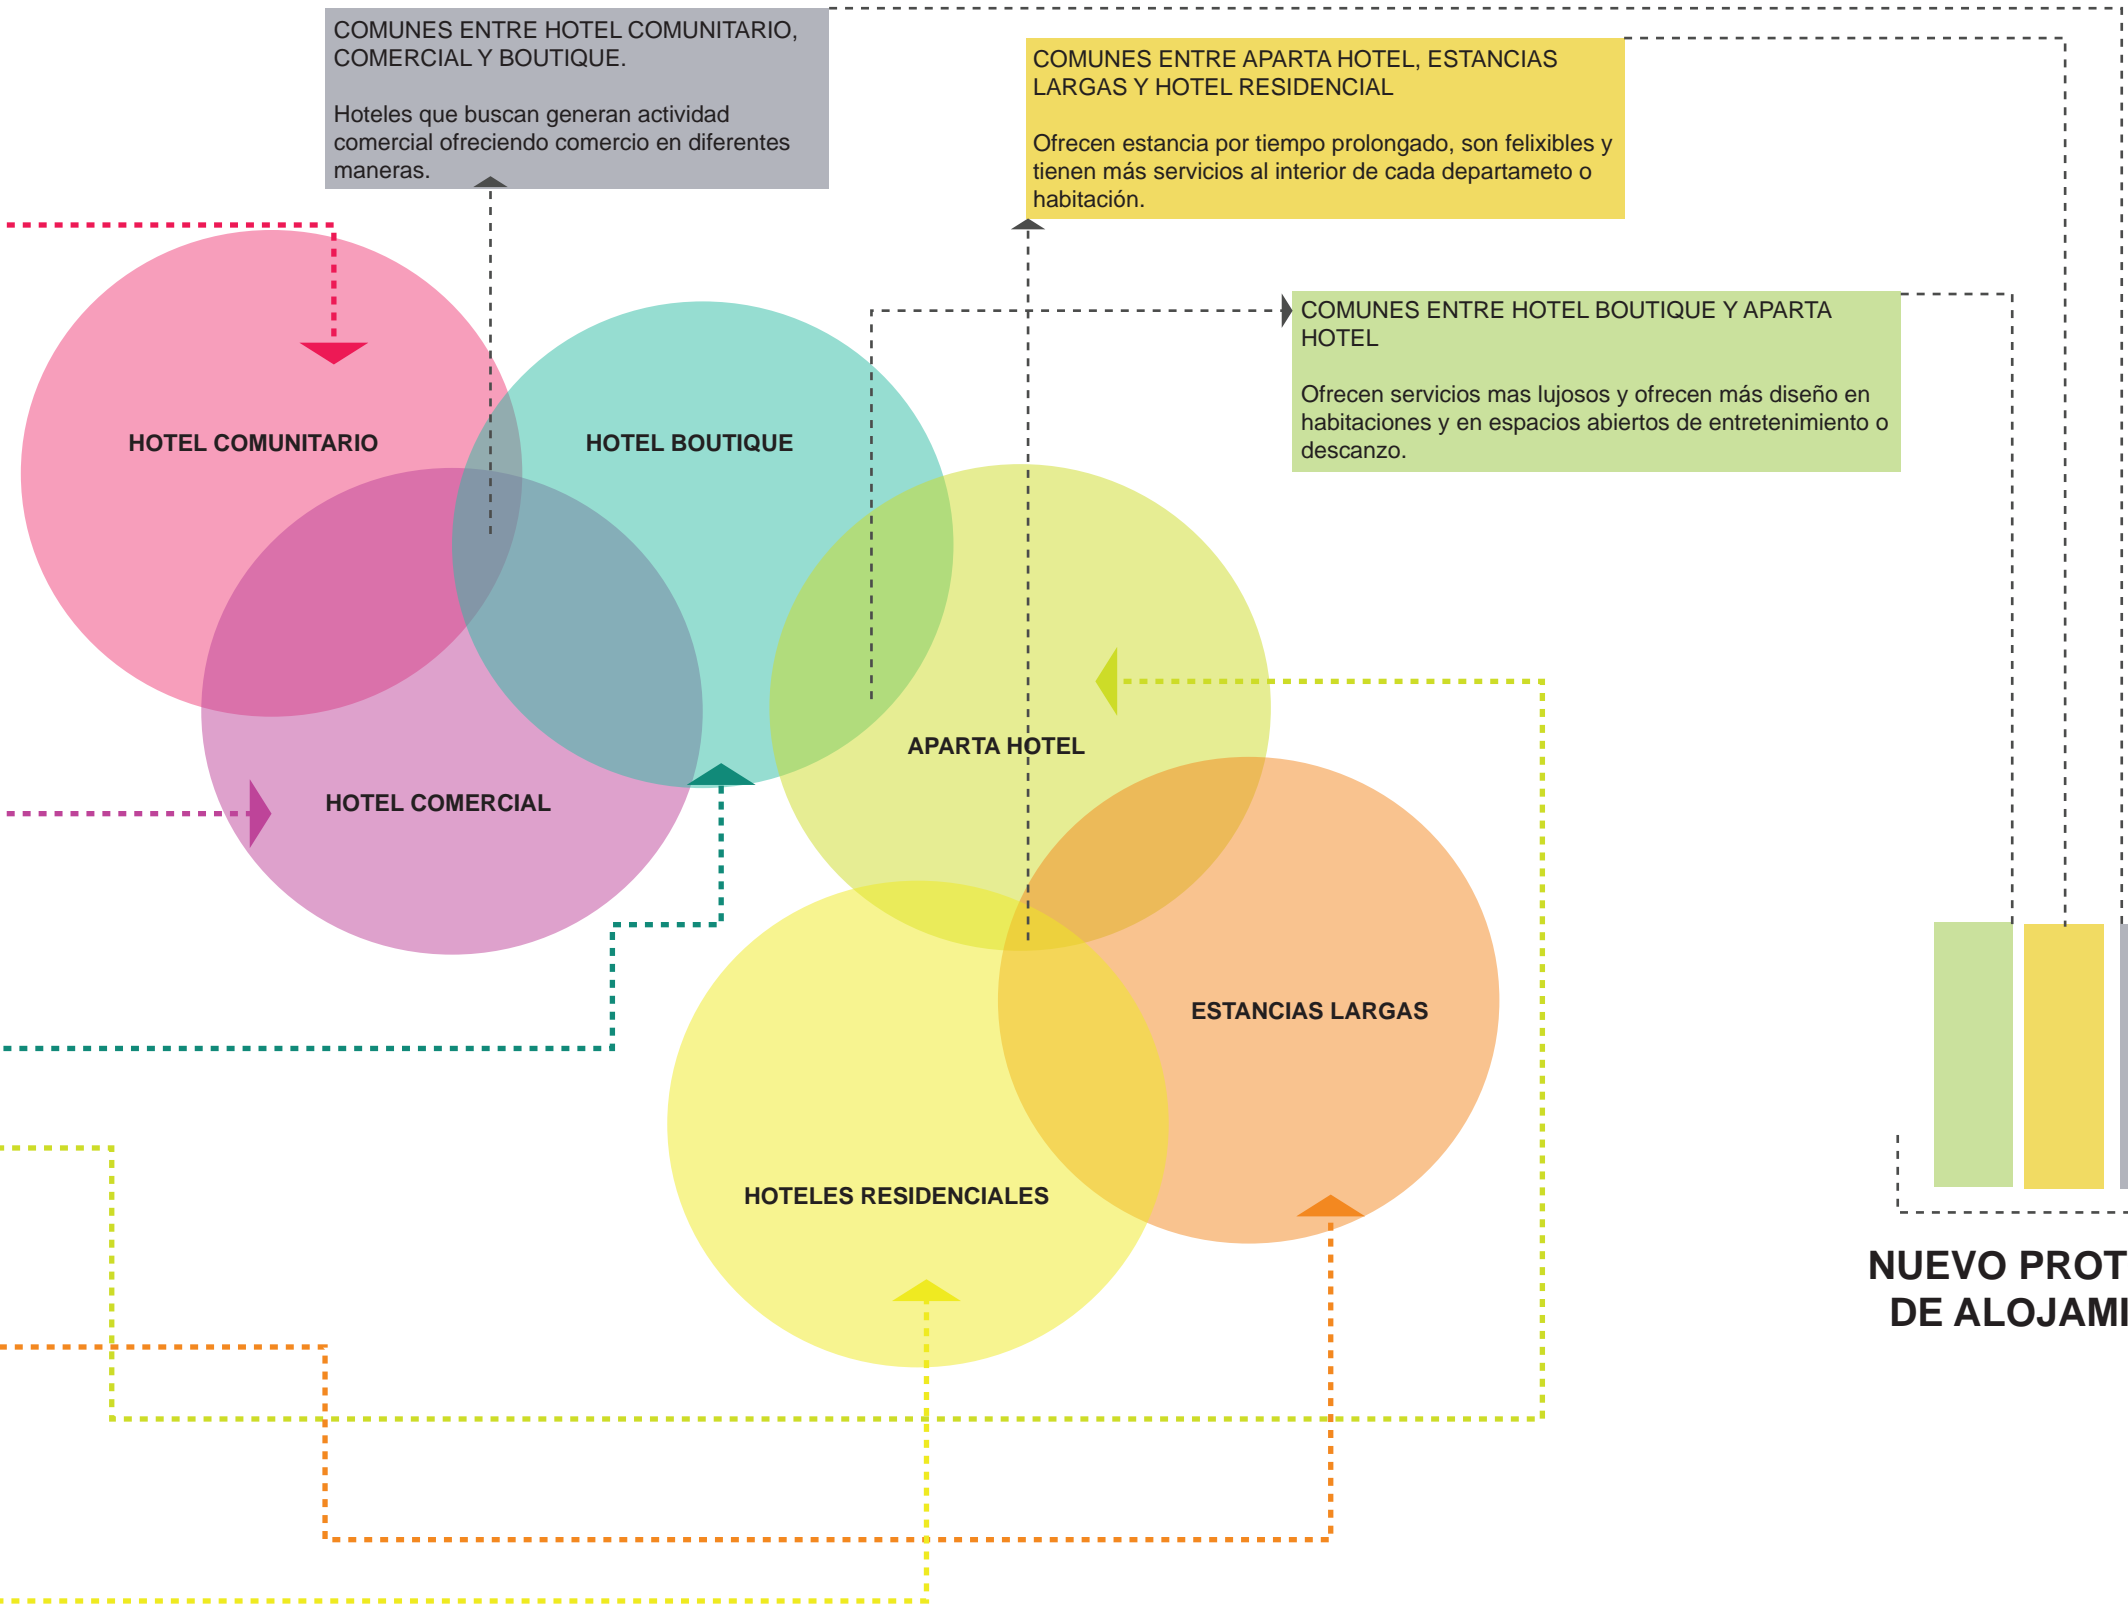 COMUNES ENTRE HOTEL COMUNITARIO,
COMERCIAL Y BOUTIQUE.
Hoteles que buscan generan actividad
comercial ofreciendo comercio en diferentes
maneras.
COMUNES ENTRE APARTA HOTEL, ESTANCIAS
LARGAS Y HOTEL RESIDENCIAL
Ofrecen estancia por tiempo prolongado, son felixibles y
tienen más servicios al interior de cada departameto o
habitación.
COMUNES ENTRE HOTEL BOUTIQUE Y APARTA
HOTEL
Ofrecen servicios mas lujosos y ofrecen más diseño en
habitaciones y en espacios abiertos de entretenimiento o
descanzo.
HOTEL COMUNITARIO
HOTEL BOUTIQUE
APARTA HOTEL
HOTEL COMERCIAL
ESTANCIAS LARGAS
HOTELES RESIDENCIALES
NUEVO PROT
DE ALOJAMI